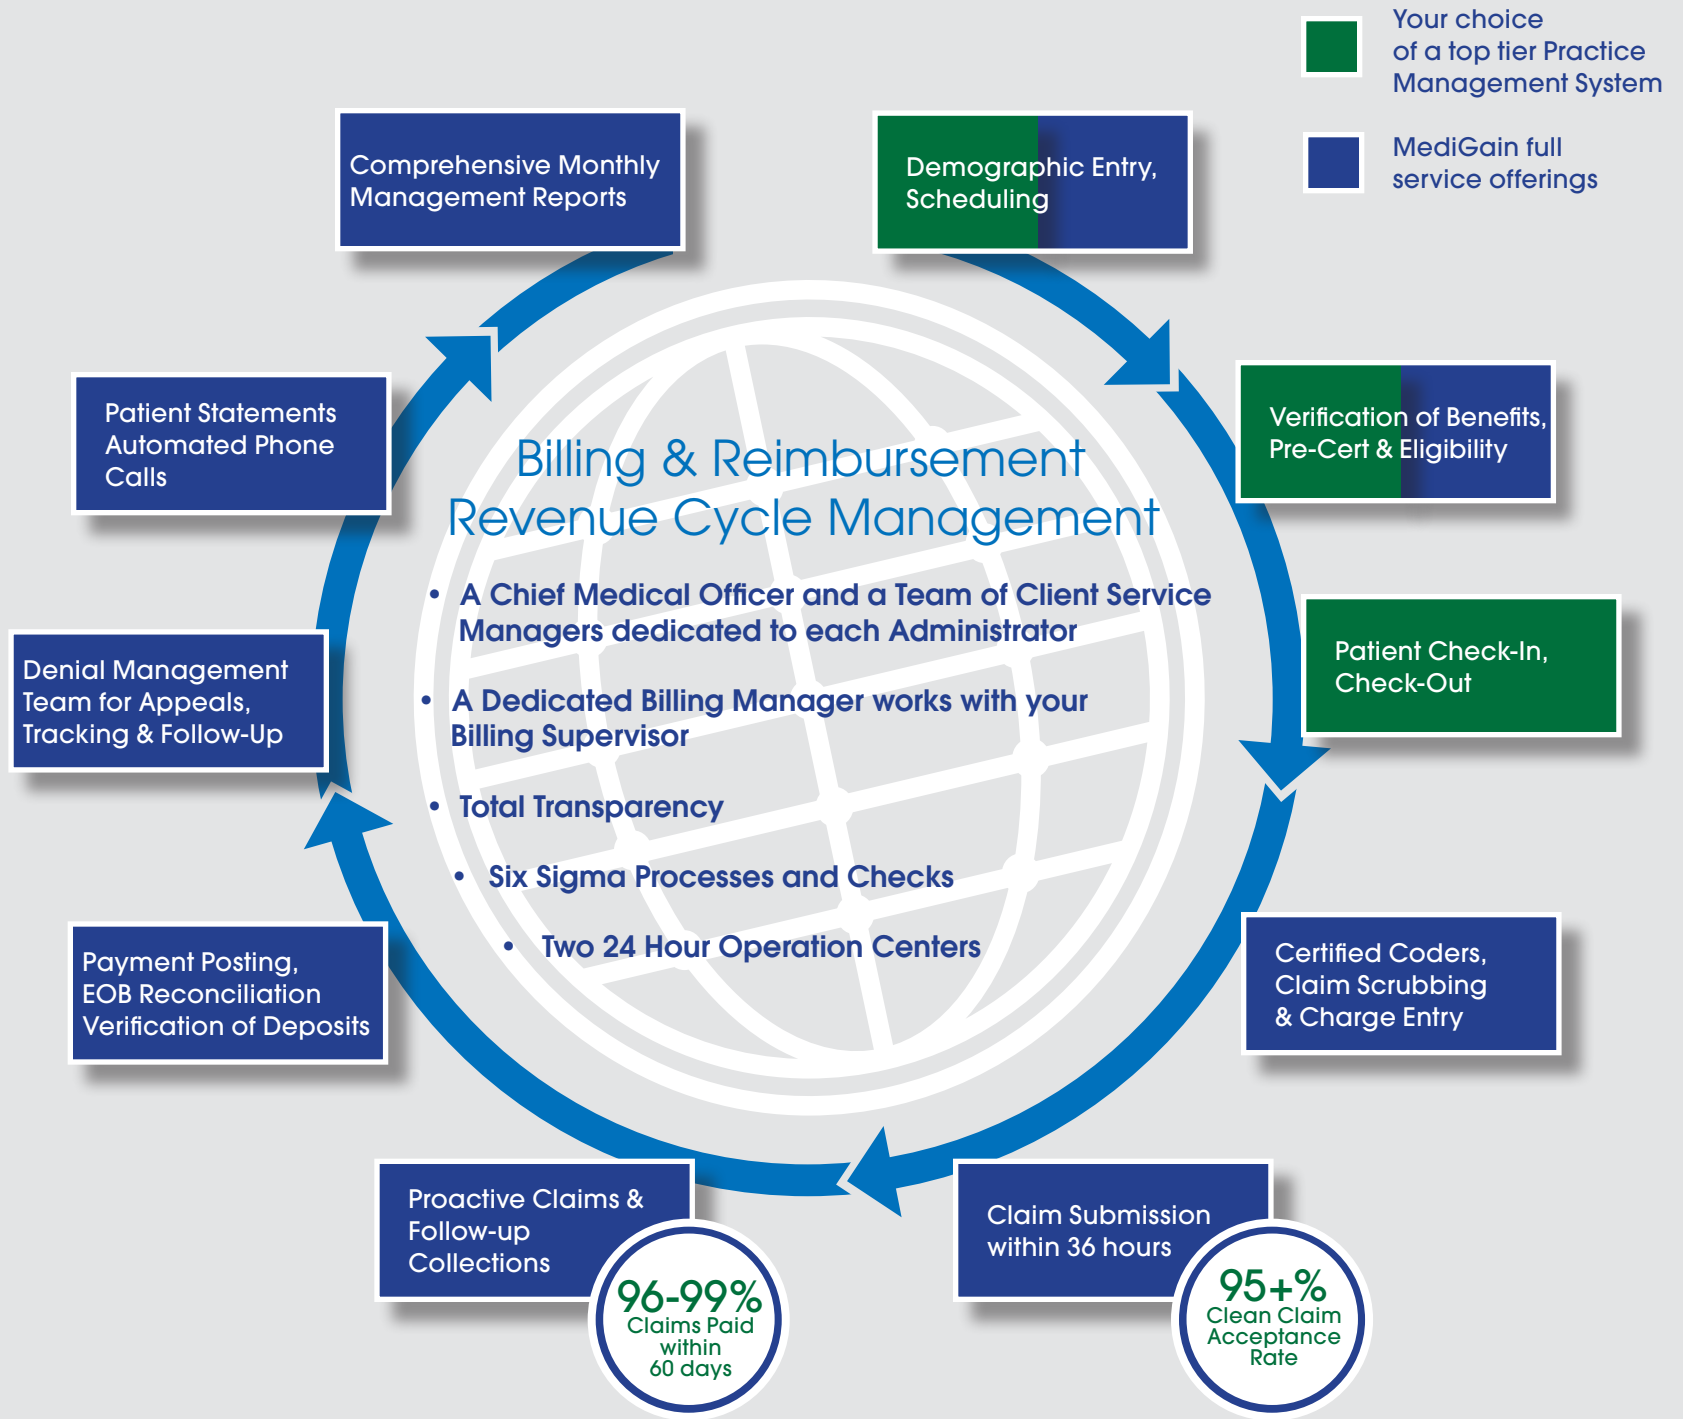 Your choice
of a top tier Practice
Management System
MediGain full
service offerings
Comprehensive Monthly
Management Reports
Demographic Entry,
Scheduling
Verification of Benefits,
Pre-Cert & Eligibility
Patient Check-In,
Check-Out
Certified Coders,
Claim Scrubbing
& Charge Entry
Claim Submission
within 36 hours
95+%
Clean Claim
Acceptance
Rate
Proactive Claims &
Follow-up
Collections
96-99%
Claims Paid
within
60 days
Payment Posting,
EOB Reconciliation
Verification of Deposits
Denial Management
Team for Appeals,
Tracking & Follow-Up
Patient Statements
Automated Phone
Calls
Billing & Reimbursement
Revenue Cycle Management
• A Chief Medical Officer and a Team of Client Service
Managers dedicated to each Administrator
• A Dedicated Billing Manager works with your
Billing Supervisor
• Total Transparency
• Six Sigma Processes and Checks
• Two 24 Hour Operation Centers